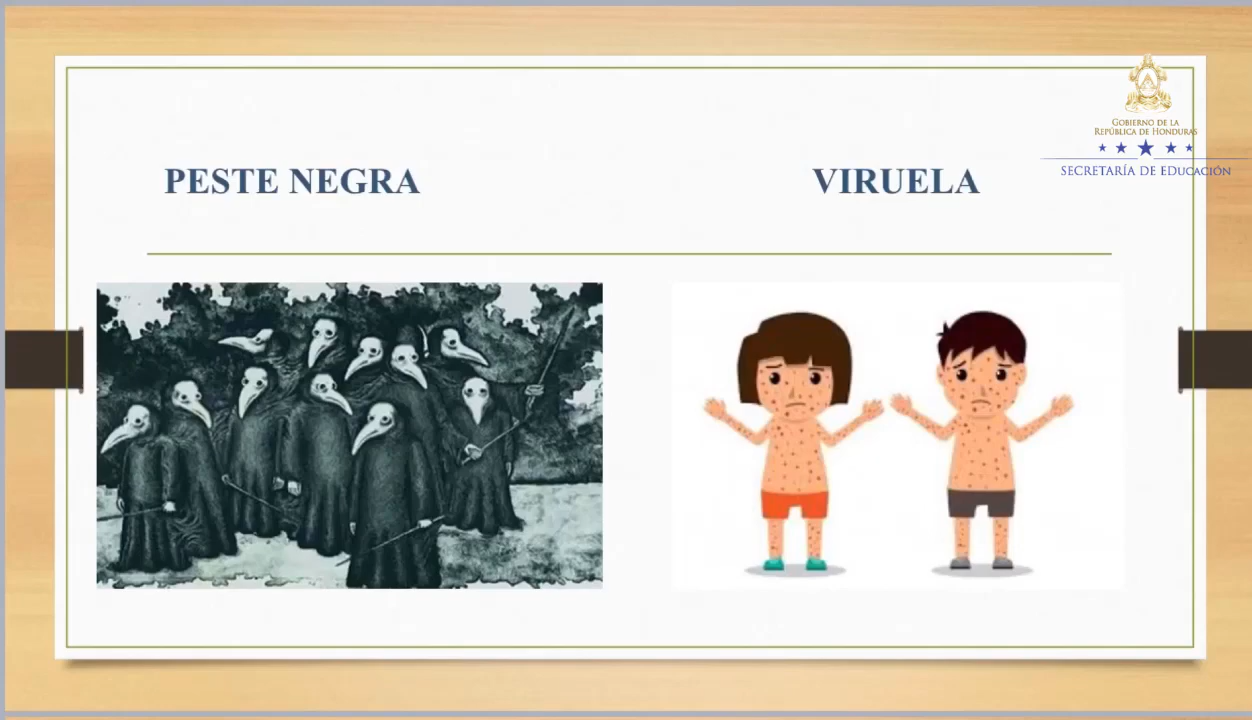 PESTE NEGRA
VIRUELA
GOBIERNO DE LA
REPÚBLICA DE HONDURAS
SECRETARÍA DE EDUCACIÓN